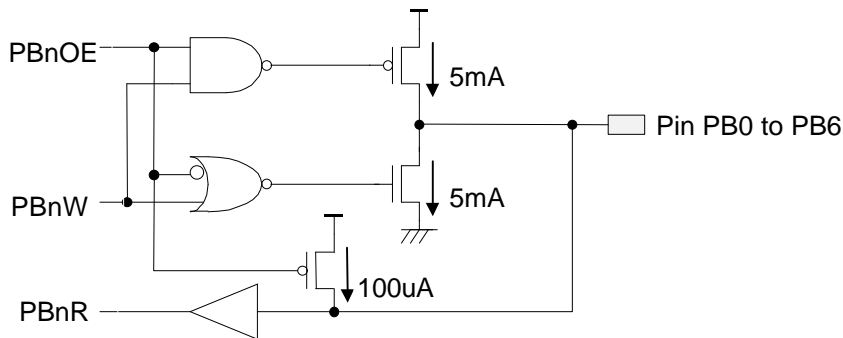 PBnOE
5mA
Pin PB0 to PB6
PBnW
5mA
100uA
PBnR